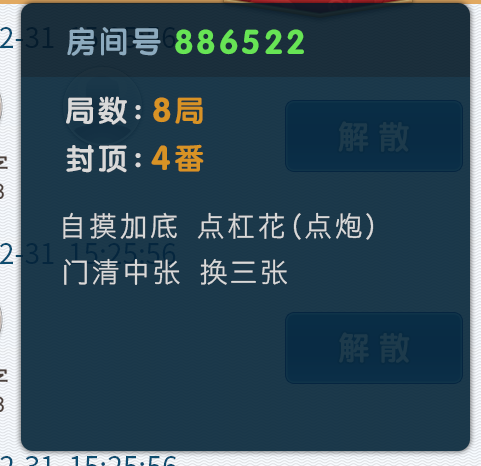 房间号 886522
局数:8局
解 散
封顶:4番
自摸加底 点杠花(点炮)
2-31 15:25:56
门清中张 换三张
解 散
2-31 15:25:56